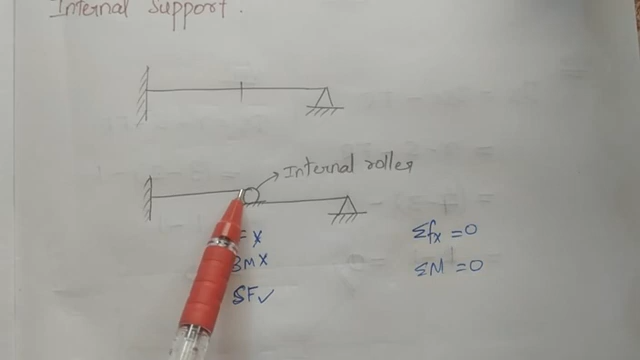 Internal Support.
Internal roller
F X
Σfx = 0
BM X
ΣM = 0
SF ✓